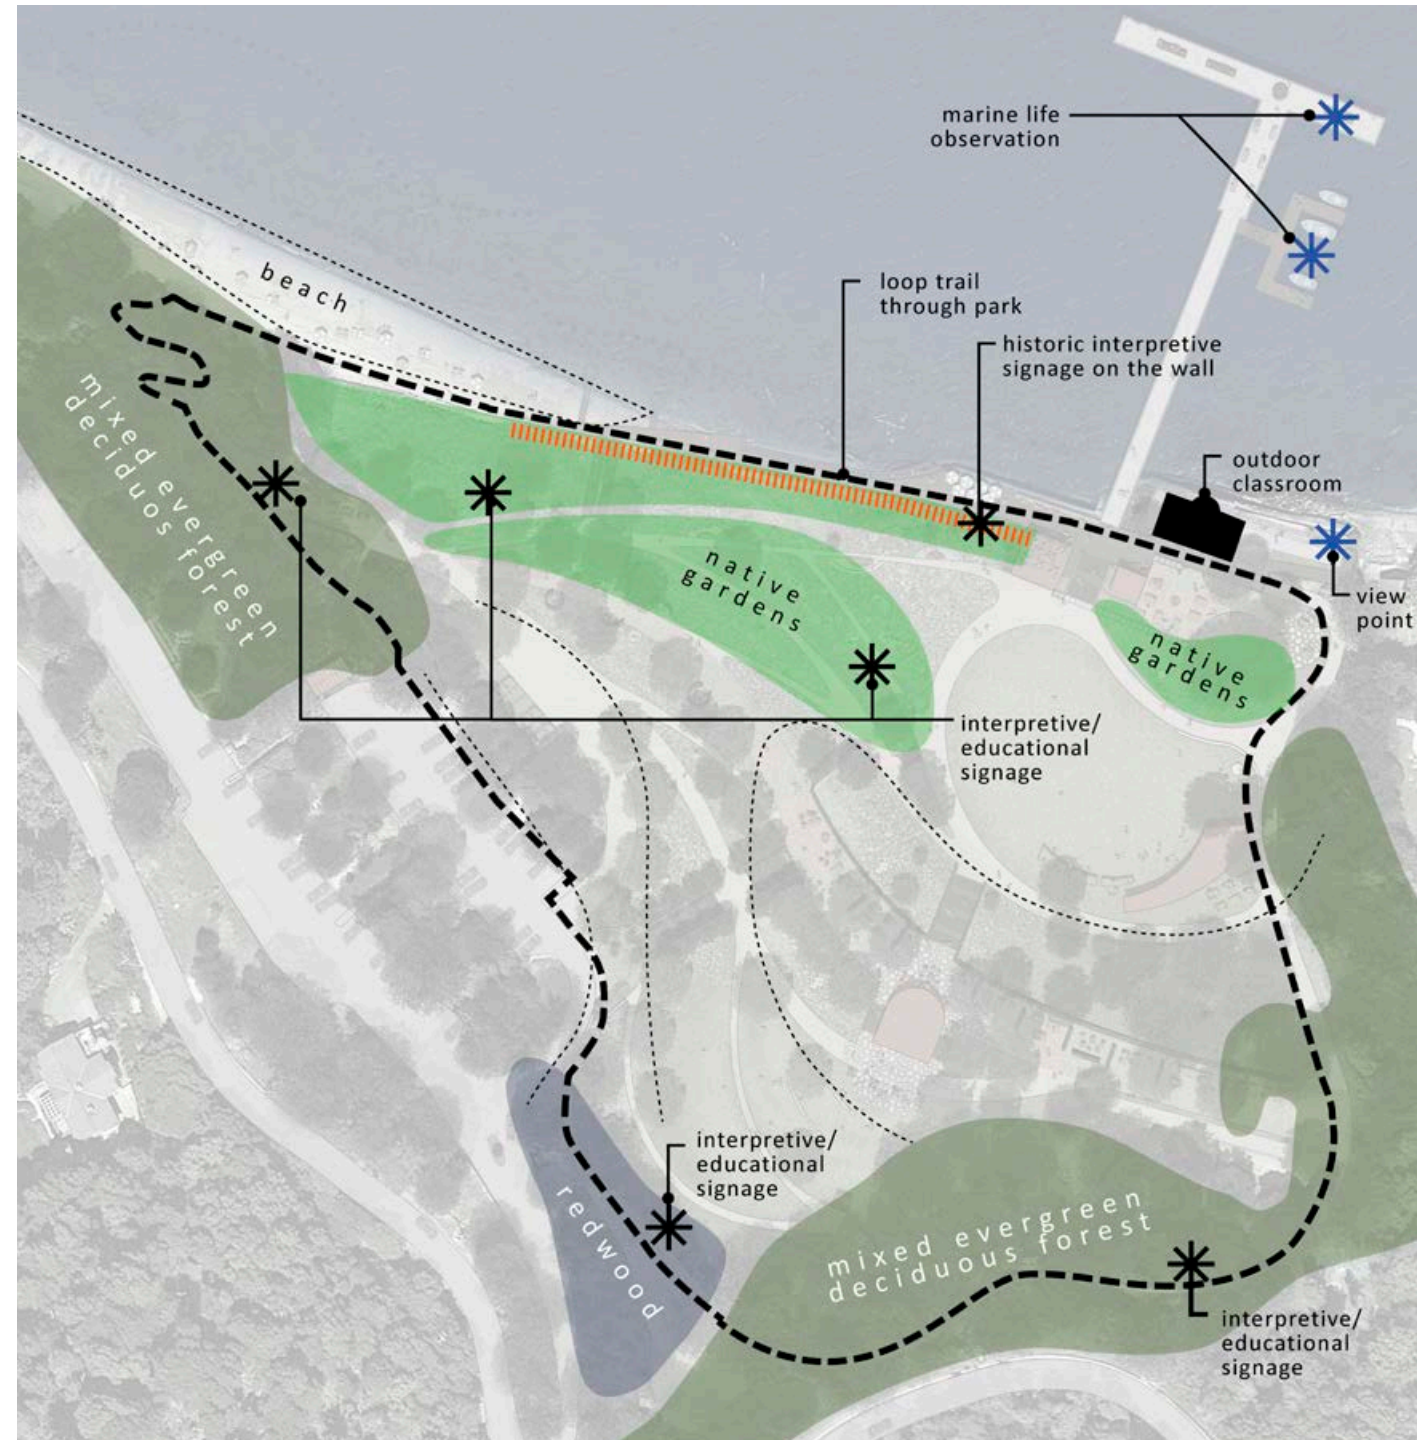 marine life
observation
beach
loop trail
through park
historic interpretive
signage on the wall
outdoor
classroom
mixed evergreen
deciduos forest
native
gardens
view
point
native
gardens
interpretive/
educational
signage
interpretive/
educational
signage
redwood
mixed evergreen
deciduous forest
interpretive/
educational
signage